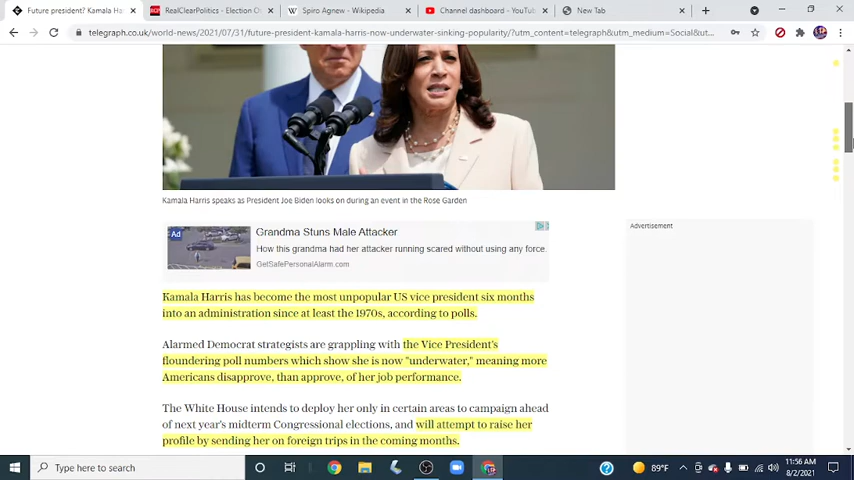 Future president? Kamala Ha
RealClearPolitics - Election O
Spiro Agnew - Wikipedia
Channel dashboard - YouTub
New Tab
telegraph.co.uk/world-news/2021/07/31/future-president-kamala-harris-now-underwater-sinking-popularity/?utm_content=telegraph&utm_medium=Social&ut...
Kamala Harris speaks as President Joe Biden looks on during an event in the Rose Garden
Ad
Grandma Stuns Male Attacker
How this grandma had her attacker running scared without using any force.
GetSafePersonalAlarm.com
Advertisement
Kamala Harris has become the most unpopular US vice president six months
into an administration since at least the 1970s, according to polls.
Alarmed Democrat strategists are grappling with the Vice President's
floundering poll numbers which show she is now "underwater," meaning more
Americans disapprove, than approve, of her job performance.
The White House intends to deploy her only in certain areas to campaign ahead
of next year's midterm Congressional elections, and will attempt to raise her
profile by sending her on foreign trips in the coming months.
Type here to search
89°F
11:56 AM
8/2/2021